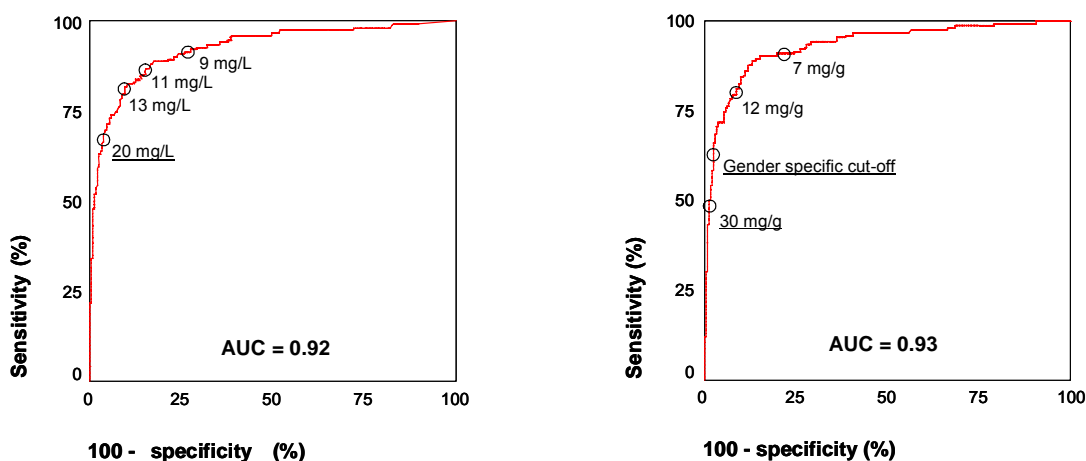 100
75
50
25
0
Sensitivity (%)
9 mg/L
11 mg/L
13 mg/L
20 mg/L
AUC = 0.92
0
25
50
75
100
100 - specificity (%)
100
75
50
25
0
Sensitivity (%)
7 mg/g
12 mg/g
Gender specific cut-off
30 mg/g
AUC = 0.93
0
25
50
75
100
100 - specificity (%)